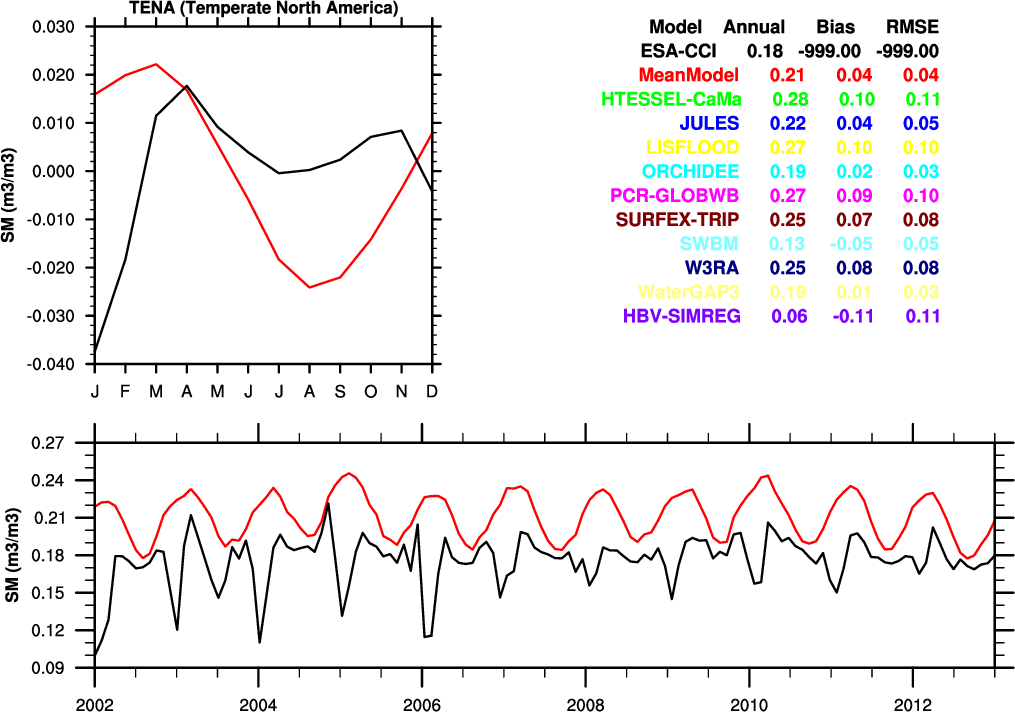 TENA (Temperate North America)
0.030
0.020
0.010
0.000
-0.010
-0.020
-0.030
-0.040
SM (m3/m3)
J F M A M J J A S O N D
Model Annual Bias RMSE
ESA-CCI 0.18 -999.00 -999.00
MeanModel 0.21 0.04 0.04
HTESSEL-CaMa 0.28 0.10 0.11
JULES 0.22 0.04 0.05
LISFLOOD 0.27 0.10 0.10
ORCHIDEE 0.19 0.02 0.03
PCR-GLOBWB 0.27 0.09 0.10
SURFEX-TRIP 0.25 0.07 0.08
SWBM 0.13 -0.05 0.05
W3RA 0.25 0.08 0.08
WaterGAP3 0.19 0.01 0.03
HBV-SIMREG 0.06 -0.11 0.11
0.27
0.24
0.21
0.18
0.15
0.12
0.09
SM (m3/m3)
2002 2004 2006 2008 2010 2012